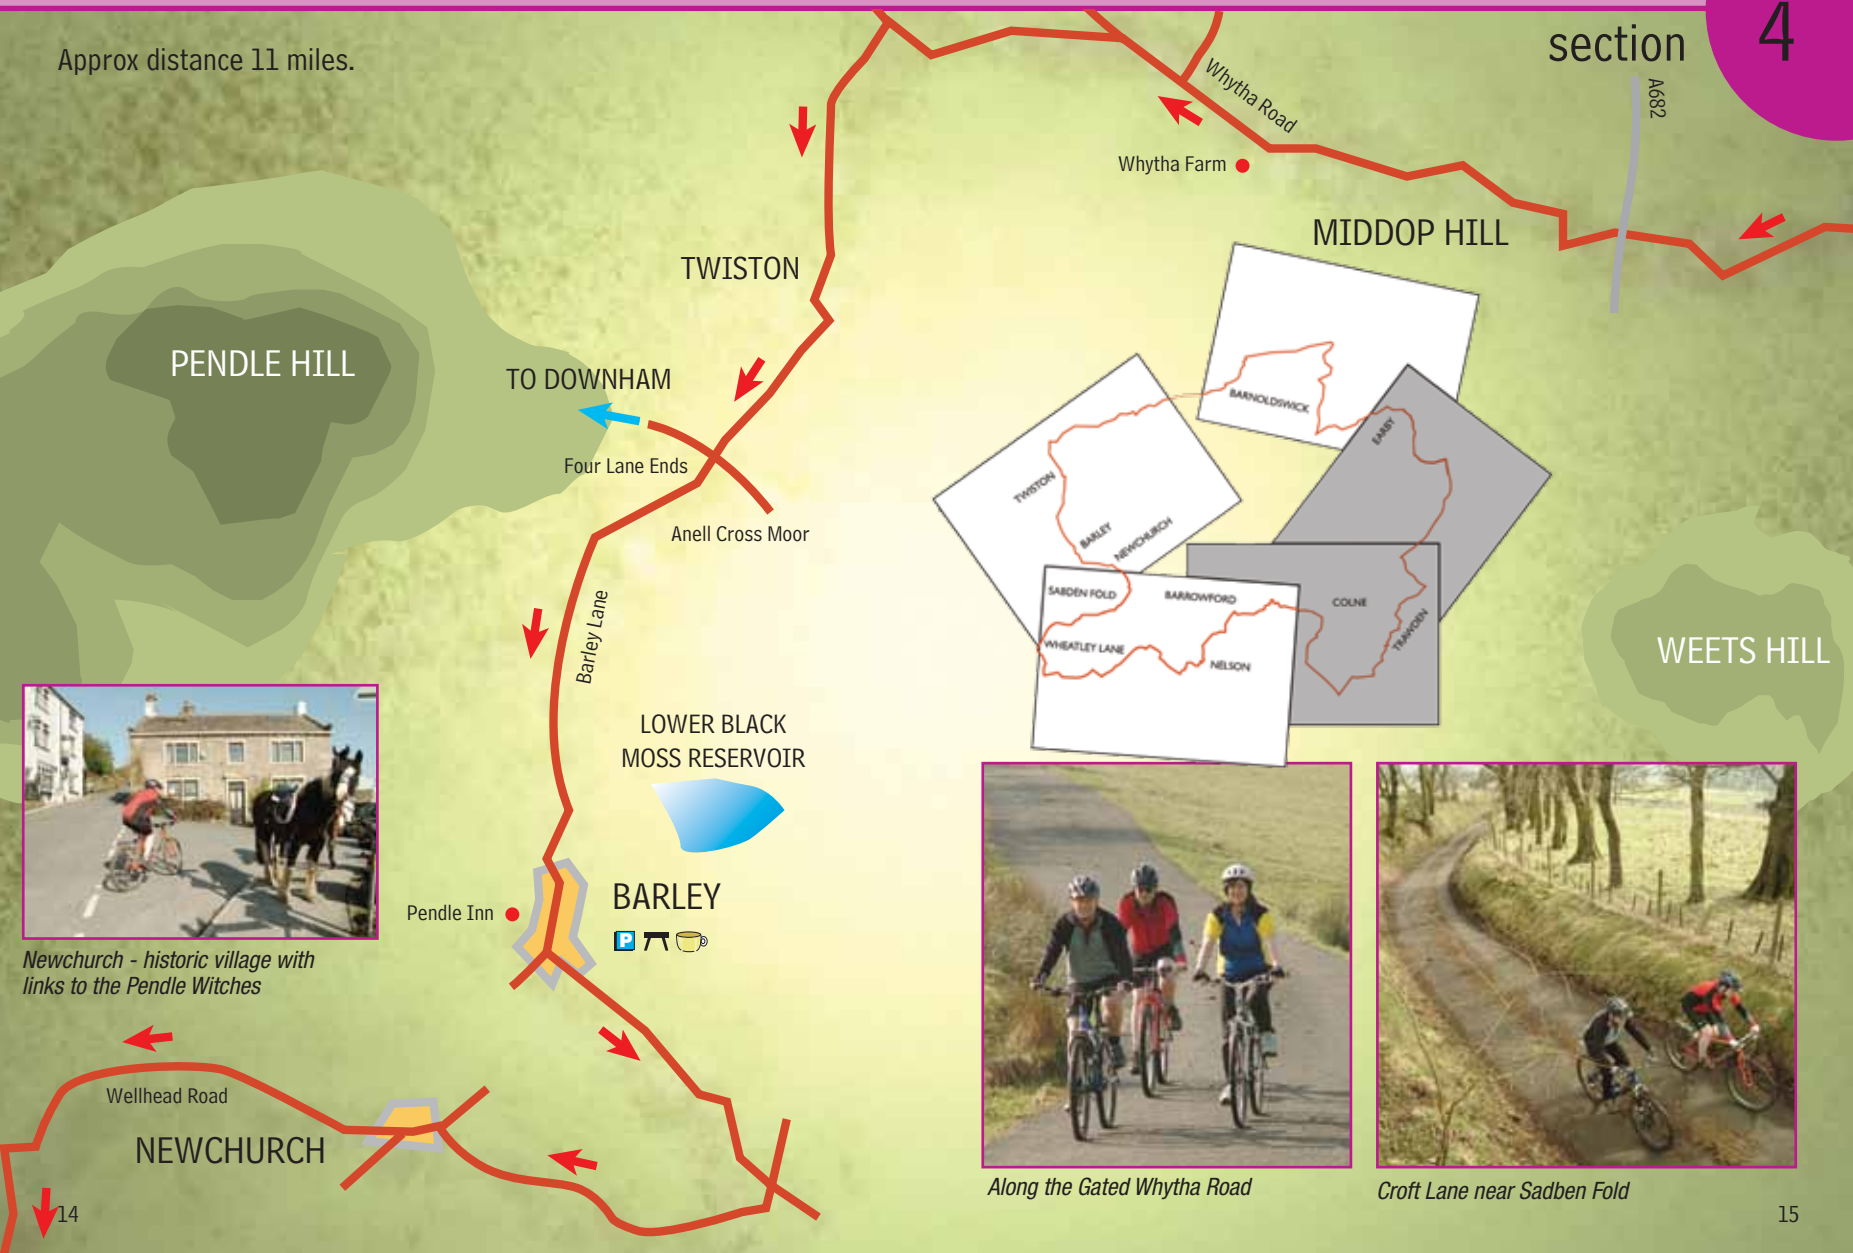 Approx distance 11 miles.
section
4
A682
Whytha Road
Whytha Farm
MIDDOP HILL
TWISTON
PENDLE HILL
TO DOWNHAM
Four Lane Ends
Anell Cross Moor
Barley Lane
BARNOLDSWICK
EARBY
TWISTON
BARLEY
NEWCHURCH
SABDEN FOLD
BARROWFORD
COLNE
TRAWDEN
WHEATLEY LANE
NELSON
WEETS HILL
LOWER BLACK
MOSS RESERVOIR
BARLEY
Pendle Inn
P
Newchurch - historic village with
links to the Pendle Witches
Wellhead Road
NEWCHURCH
Along the Gated Whytha Road
Croft Lane near Sadben Fold
14
15